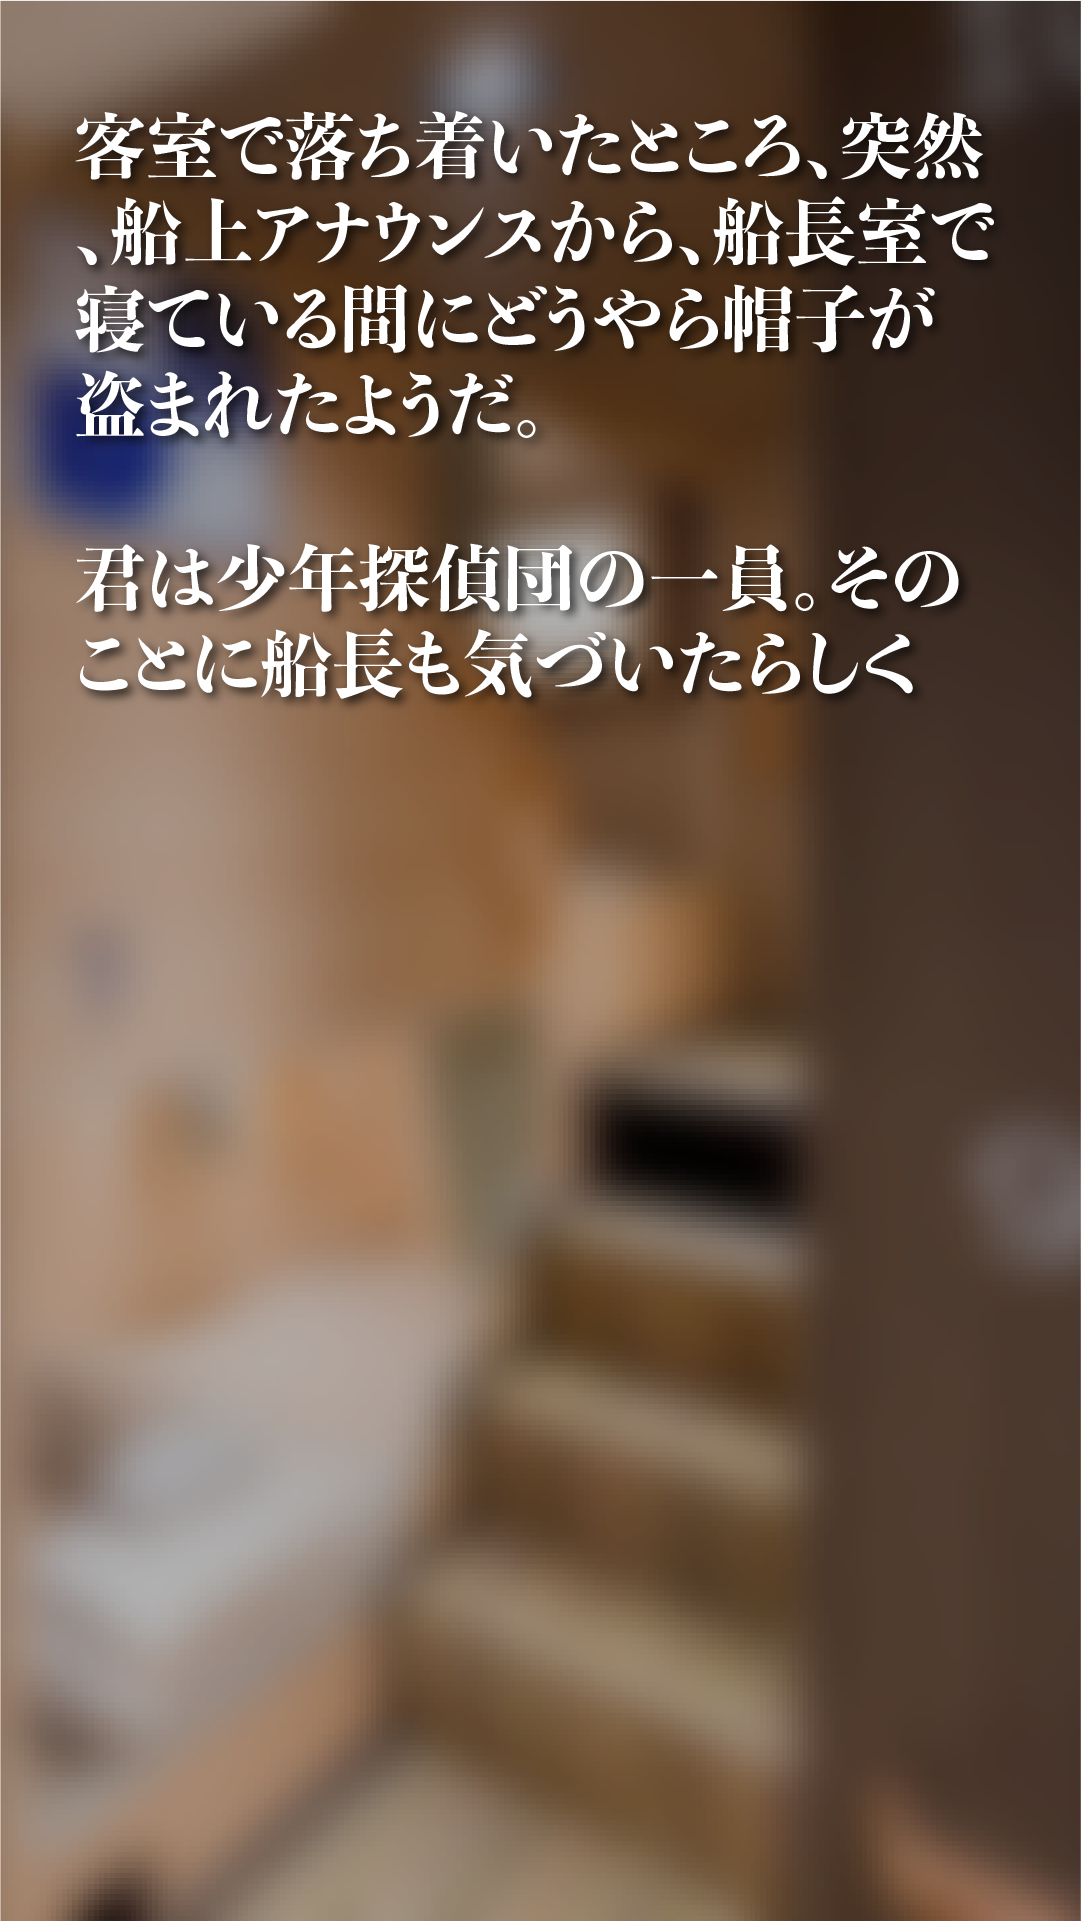 客室で落ち着いたところ、突然
、船上アナウンスから、船長室で
寝ている間にどうやら帽子が
盗まれたようだ。
君は少年探偵団の一員。その
ことに船長も気づいたらしく